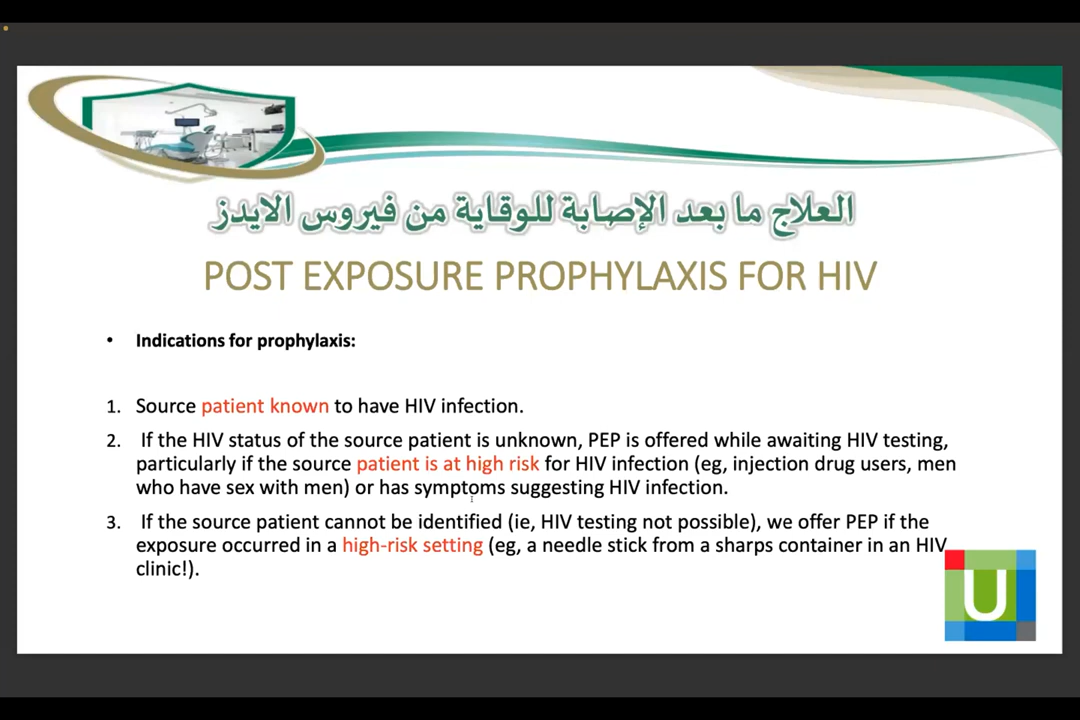 العلاج ما بعد الإصابة للوقاية من فيروس الايدز
POST EXPOSURE PROPHYLAXIS FOR HIV
• Indications for prophylaxis:
1. Source patient known to have HIV infection.
2. If the HIV status of the source patient is unknown, PEP is offered while awaiting HIV testing,
particularly if the source patient is at high risk for HIV infection (eg, injection drug users, men
who have sex with men) or has symptoms suggesting HIV infection.
3. If the source patient cannot be identified (ie, HIV testing not possible), we offer PEP if the
exposure occurred in a high-risk setting (eg, a needle stick from a sharps container in an HIV
clinic!).
U